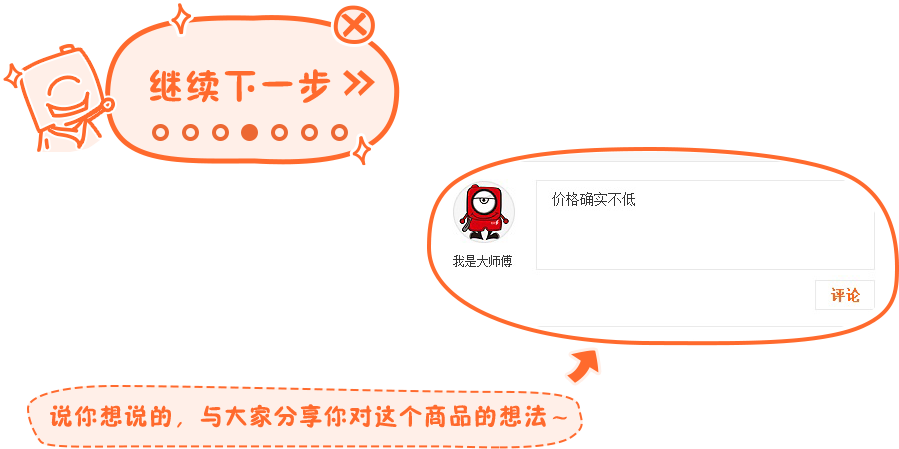 继续下一步
价格确实不低
我是大师傅
评论
说你想说的，与大家分享你对这个商品的想法~